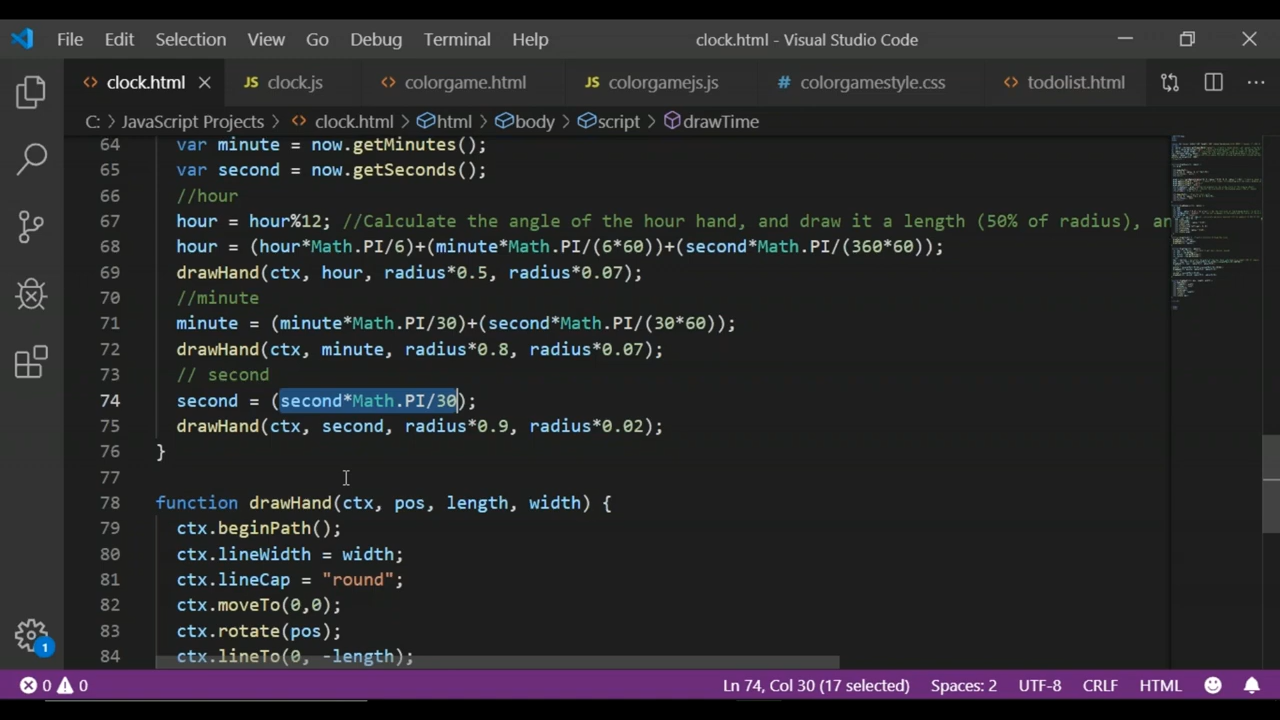 File Edit Selection View Go Debug Terminal Help clock.html - Visual Studio Code
clock.html clock.js colorgame.html colorgamejs.js colorgamestyle.css todolist.html
C: > JavaScript Projects > clock.html > html > body > script > drawTime
64 var minute = now.getMinutes();
65 var second = now.getSeconds();
66 //hour
67 hour = hour%12; //Calculate the angle of the hour hand, and draw it a length (50% of radius), an
68 hour = (hour*Math.PI/6)+(minute*Math.PI/(6*60))+(second*Math.PI/(360*60));
69 drawHand(ctx, hour, radius*0.5, radius*0.07);
70 //minute
71 minute = (minute*Math.PI/30)+(second*Math.PI/(30*60));
72 drawHand(ctx, minute, radius*0.8, radius*0.07);
73 // second
74 second = (second*Math.PI/30);
75 drawHand(ctx, second, radius*0.9, radius*0.02);
76 }
77
78 function drawHand(ctx, pos, length, width) {
79 ctx.beginPath();
80 ctx.lineWidth = width;
81 ctx.lineCap = "round";
82 ctx.moveTo(0,0);
83 ctx.rotate(pos);
84 ctx.lineTo(0, -length);
1
0 0 Ln 74, Col 30 (17 selected) Spaces: 2 UTF-8 CRLF HTML